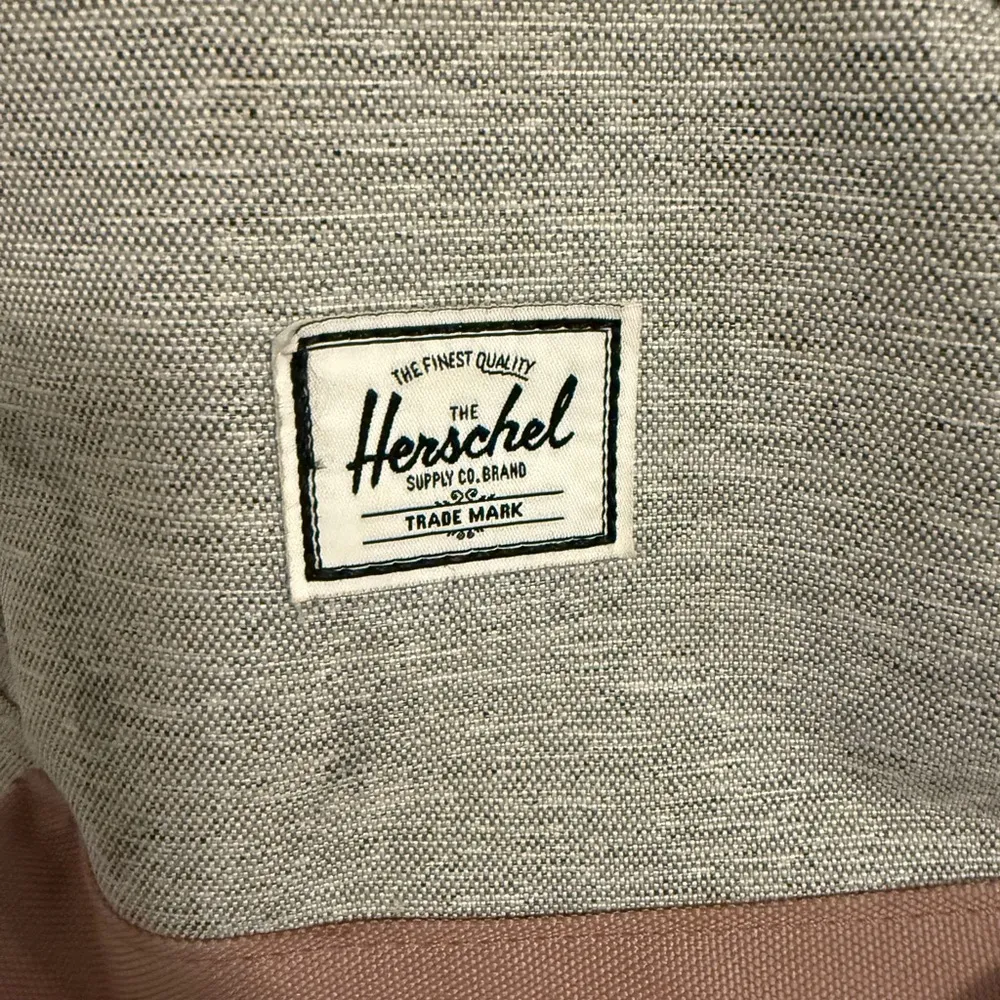 THE FINEST QUALITY
THE
Herschel
SUPPLY CO. BRAND
TRADE MARK